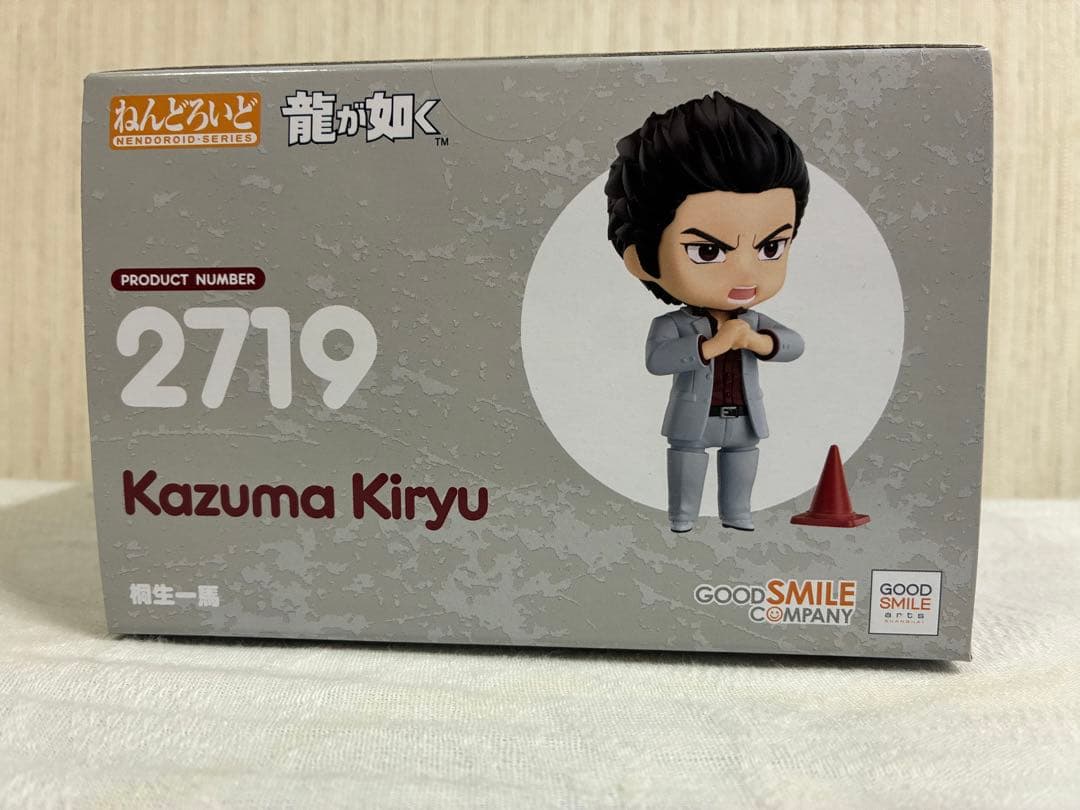 ねんどろいど
NENDOROID・SERIES
龍が如く
TM
PRODUCT NUMBER
2719
Kazuma Kiryu
桐生一馬
GOOD SMILE
COMPANY
GOOD
SMILE
arts
SHANGHAI